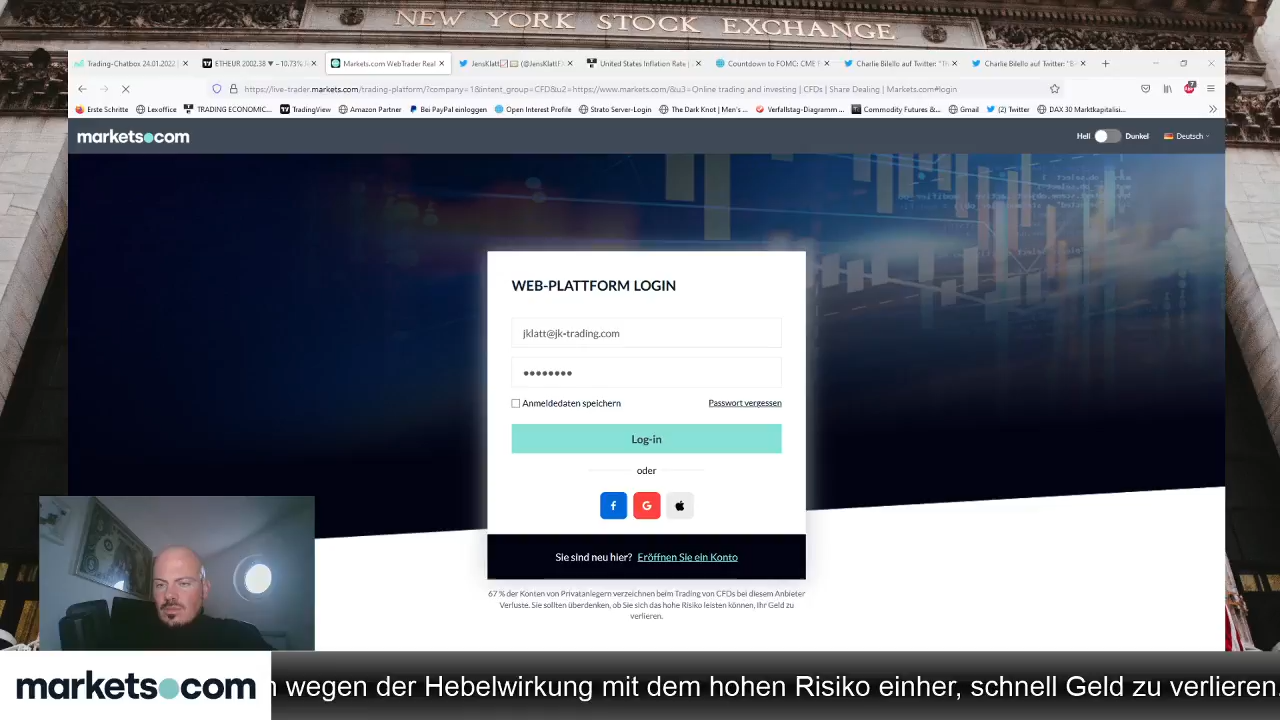 NEW YORK STOCK EXCHANGE
Trading-Chatbox 24.01.2022
ETHEUR 2002.38 ▼ −10.73%
Markets.com WebTrader Real
JensKlatt
United States Inflation Rate
Countdown to FOMC: CME F
Charlie Bilello auf Twitter:
Charlie Bilello auf Twitter:
https://live-trader.markets.com/trading-platform/?company=1&intent_group=CFD&u2=https://www.markets.com/&u3=Online trading and investing | CFDs | Share Dealing | Markets.com#login
Erste Schritte
Lexoffice
TRADING ECONOMIC...
TradingView
Amazon Partner
Bei PayPal einloggen
Open Interest Profile
Strato Server-Login
The Dark Knot | Men's ...
Verfallstag-Diagramm ...
Commodity Futures &...
Gmail
(2) Twitter
DAX 30 Marktkapitalisi...
markets.com
Hell
Dunkel
Deutsch
WEB-PLATTFORM LOGIN
jklatt@jk-trading.com
Anmeldedaten speichern
Passwort vergessen
Log-in
oder
f
G
Sie sind neu hier? Eröffnen Sie ein Konto
67 % der Konten von Privatanlegern verzeichnen beim Trading von CFDs bei diesem Anbieter
Verluste. Sie sollten überdenken, ob Sie sich das hohe Risiko leisten können, Ihr Geld zu
verlieren.
markets.com
n wegen der Hebelwirkung mit dem hohen Risiko einher, schnell Geld zu verlieren.